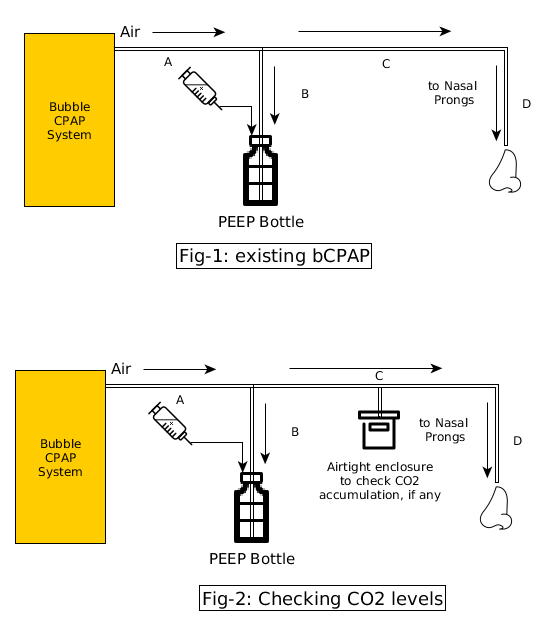 Air
A
C
Bubble
CPAP
System
B
to Nasal
Prongs
D
PEEP Bottle
Fig-1: existing bCPAP
Air
C
A
Bubble
CPAP
System
B
to Nasal
Prongs
D
Airtight enclosure
to check CO2
accumulation, if any
PEEP Bottle
Fig-2: Checking CO2 levels